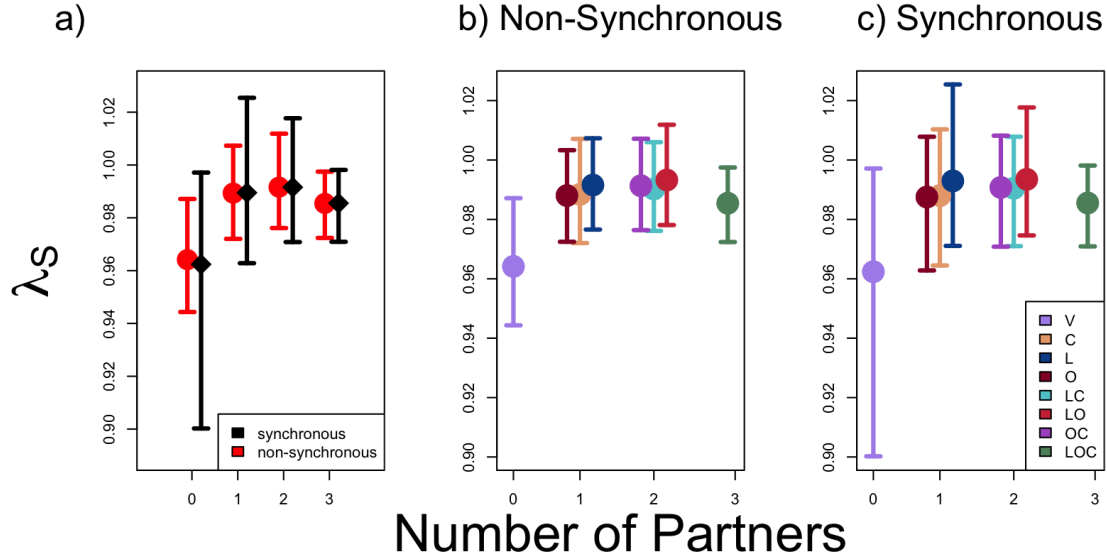 a)
b) Non-Synchronous
c) Synchronous
λS
0.90 0.92 0.94 0.96 0.98 1.00 1.02
synchronous
non-synchronous
0 1 2 3
0.90 0.92 0.94 0.96 0.98 1.00 1.02
0 1 2 3
0.90 0.92 0.94 0.96 0.98 1.00 1.02
V
C
L
O
LC
LO
OC
LOC
0 1 2 3
Number of Partners